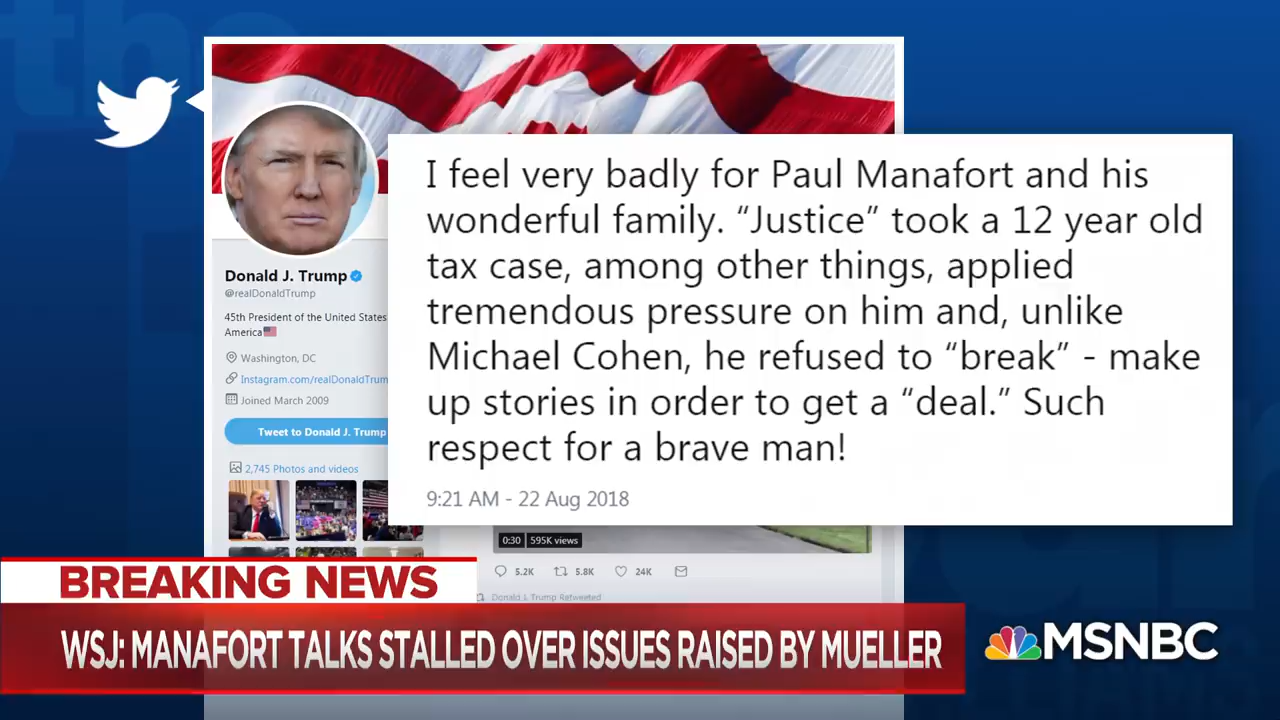 I feel very badly for Paul Manafort and his
wonderful family. “Justice” took a 12 year old
tax case, among other things, applied
tremendous pressure on him and, unlike
Michael Cohen, he refused to “break” - make
up stories in order to get a “deal.” Such
respect for a brave man!
9:21 AM - 22 Aug 2018
Donald J. Trump
@realDonaldTrump
45th President of the United States
America
Washington, DC
Instagram.com/realDonaldTrum
Joined March 2009
Tweet to Donald J. Trump
2,745 Photos and videos
0:30 595K views
5.2K 5.8K 24K
Donald J. Trump Retweeted
BREAKING NEWS
WSJ: MANAFORT TALKS STALLED OVER ISSUES RAISED BY MUELLER
MSNBC